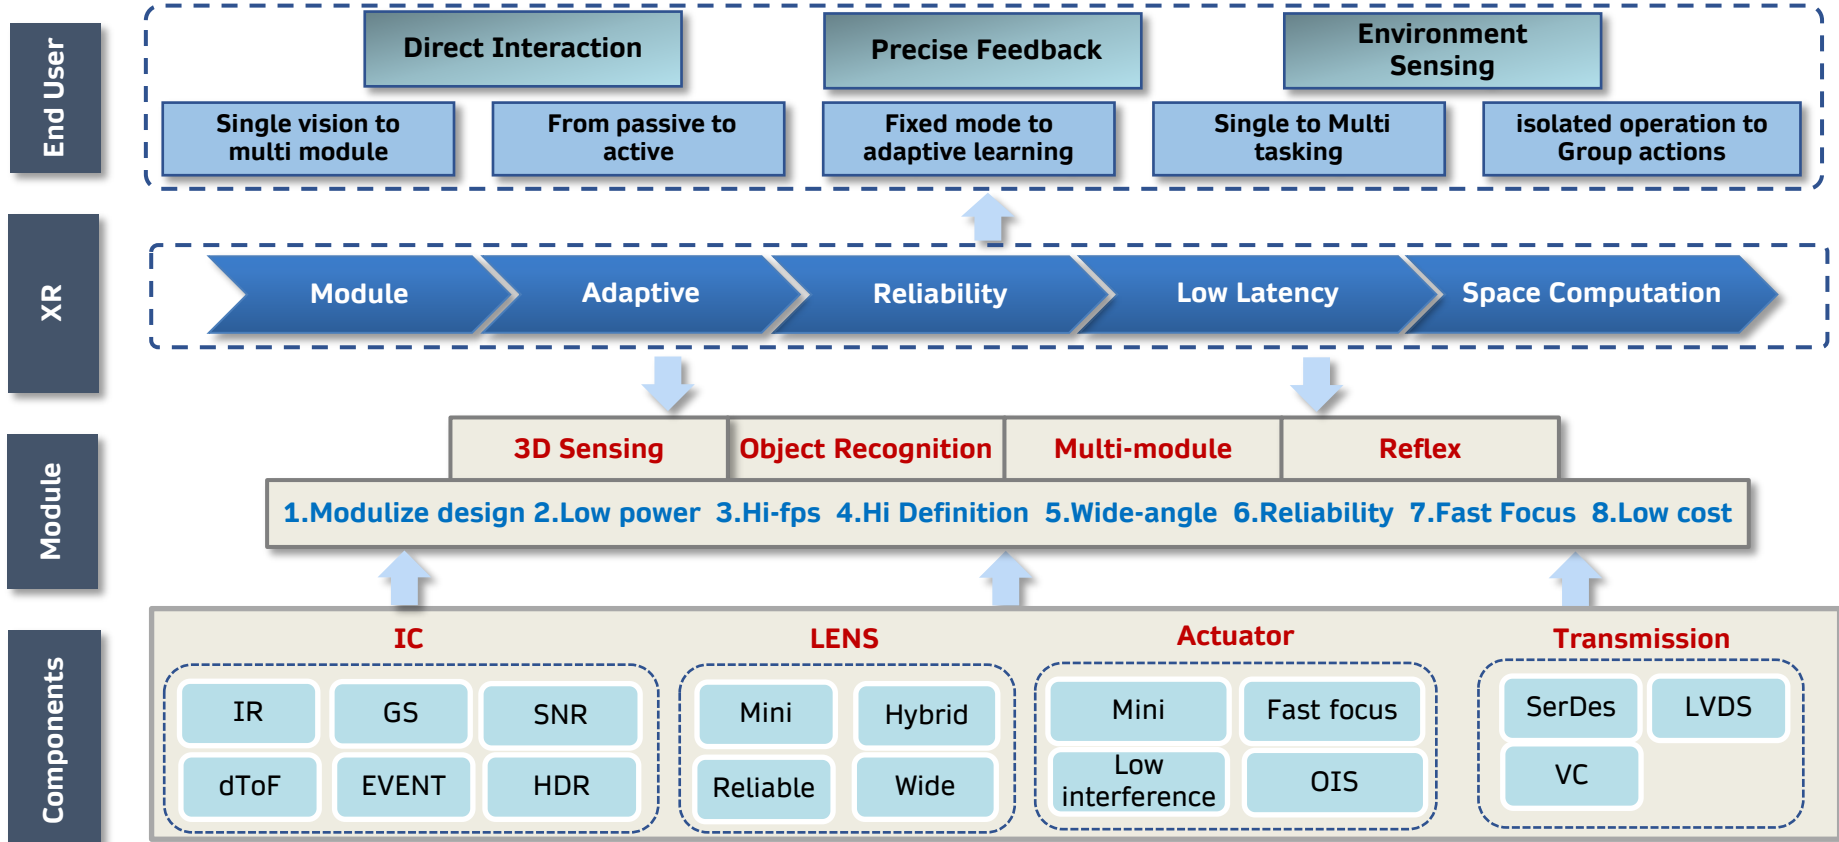 End User
Direct Interaction
Precise Feedback
Environment
Sensing
Single vision to
multi module
From passive to
active
Fixed mode to
adaptive learning
Single to Multi
tasking
isolated operation to
Group actions
XR
Module
Adaptive
Reliability
Low Latency
Space Computation
Module
3D Sensing
Object Recognition
Multi-module
Reflex
1.Modulize design 2.Low power 3.Hi-fps 4.Hi Definition 5.Wide-angle 6.Reliability 7.Fast Focus 8.Low cost
Components
IC
IR
GS
SNR
dToF
EVENT
HDR
LENS
Mini
Hybrid
Reliable
Wide
Actuator
Mini
Fast focus
Low
interference
OIS
Transmission
SerDes
LVDS
VC